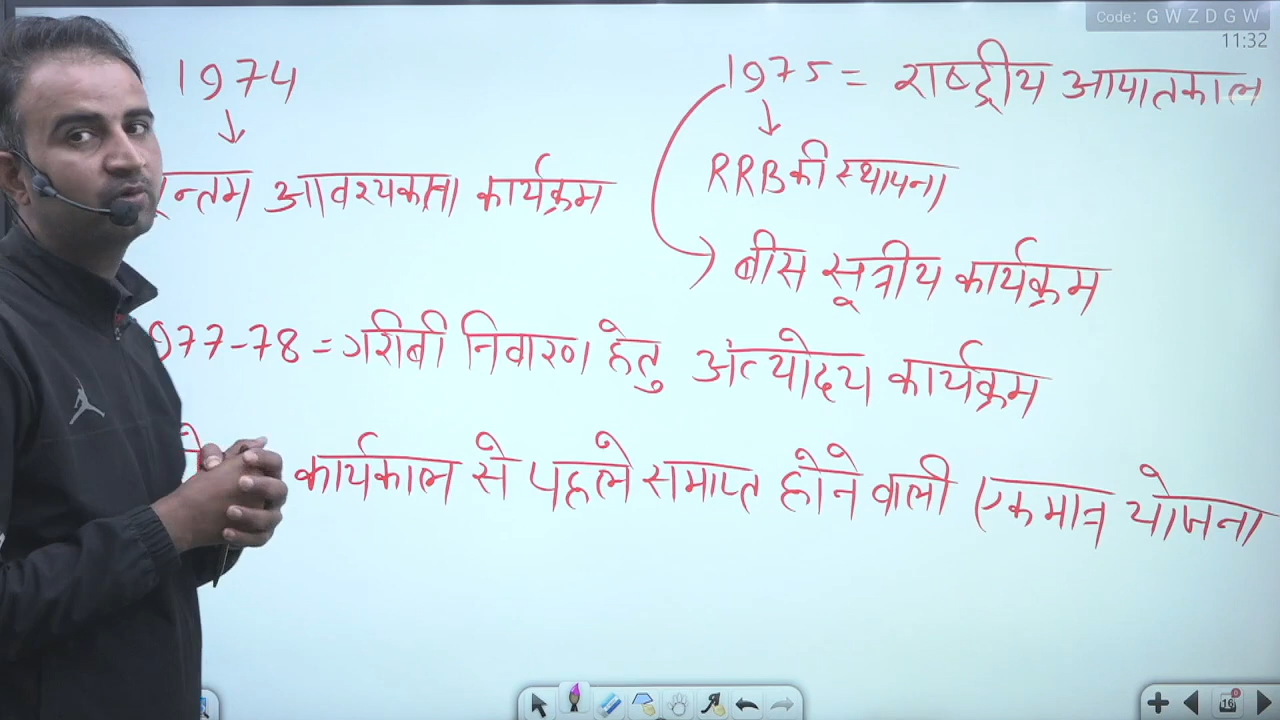 Code: G W Z D G W
11:32
1974
↓
न्तम आवश्यकता कार्यक्रम
1975 = राष्ट्रीय आपातकाल
↓
RRB की स्थापना
बीस सूत्रीय कार्यक्रम
977-78 = गरीबी निवारण हेतु अंत्योदय कार्यक्रम
कार्यकाल से पहले समाप्त होने वाली एकमात्र योजना
16